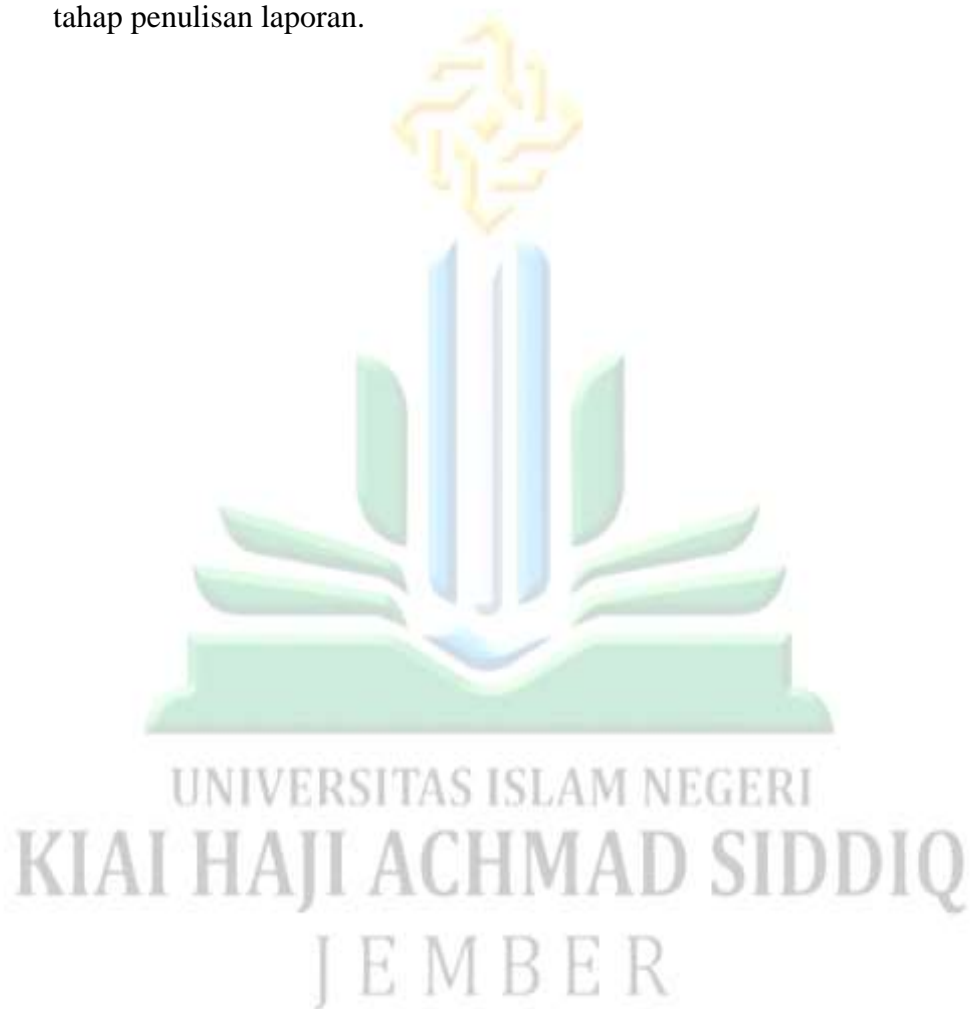 tahap penulisan laporan.
UNIVERSITAS ISLAM NEGERI
KIAI HAJI ACHMAD SIDDIQ
JEMBER